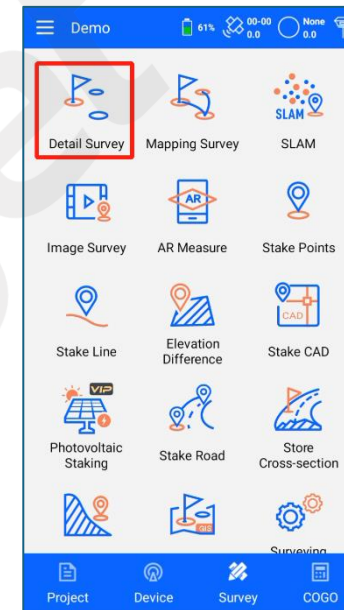 Demo
61%
00-00
0.0
None
0.0
Detail Survey
Mapping Survey
SLAM
SLAM
Image Survey
AR
AR Measure
Stake Points
Stake Line
Elevation
Difference
CAD
Stake CAD
VIP
Photovoltaic
Staking
Stake Road
Store
Cross-section
GIS
Surveying
Project
Device
Survey
COGO